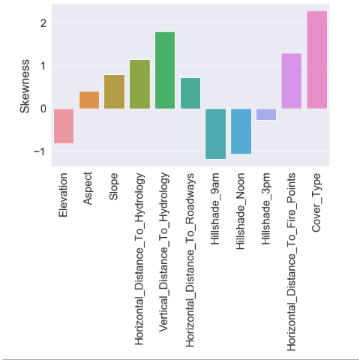 2
1
0
−1
Skewness
Elevation
Aspect
Slope
Horizontal_Distance_To_Hydrology
Vertical_Distance_To_Hydrology
Horizontal_Distance_To_Roadways
Hillshade_9am
Hillshade_Noon
Hillshade_3pm
Horizontal_Distance_To_Fire_Points
Cover_Type